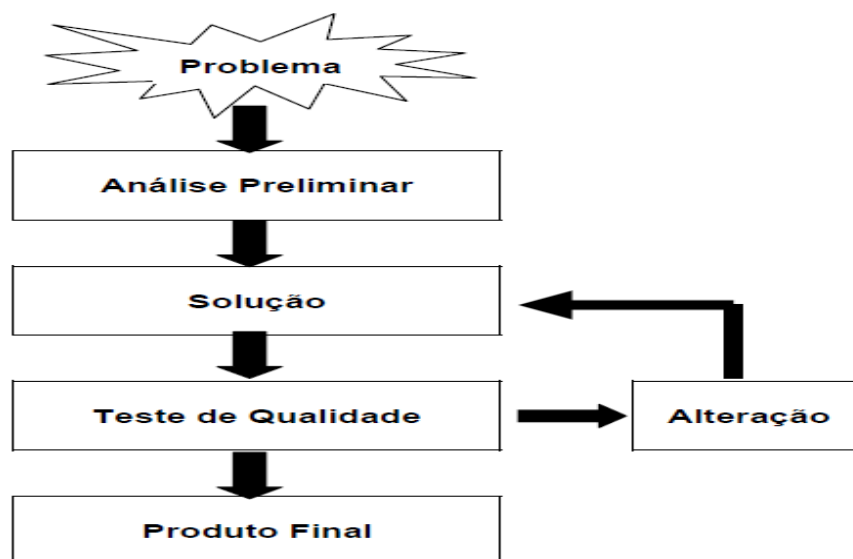 Problema
Análise Preliminar
Solução
Teste de Qualidade
Alteração
Produto Final